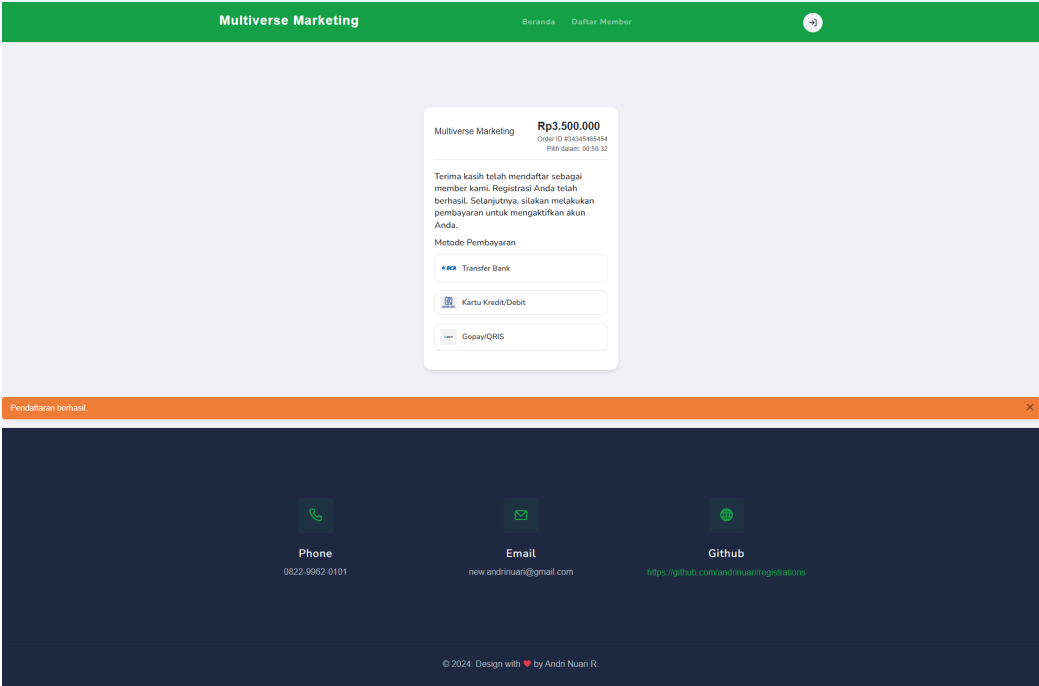 Multiverse Marketing
Beranda
Daftar Member
Multiverse Marketing
Rp3.500.000
Order ID #34345465454
Pilih dalam: 00:56:32
Terima kasih telah mendaftar sebagai
member kami. Registrasi Anda telah
berhasil. Selanjutnya, silakan melakukan
pembayaran untuk mengaktifkan akun
Anda.
Metode Pembayaran
BCA Transfer Bank
Kartu Kredit/Debit
Gopay/QRIS
Pendaftaran berhasil.
Phone
0822-9962-0101
Email
new.andrinuari@gmail.com
Github
https://github.com/andrinuari/registrations
© 2024. Design with ❤ by Andri Nuari R.